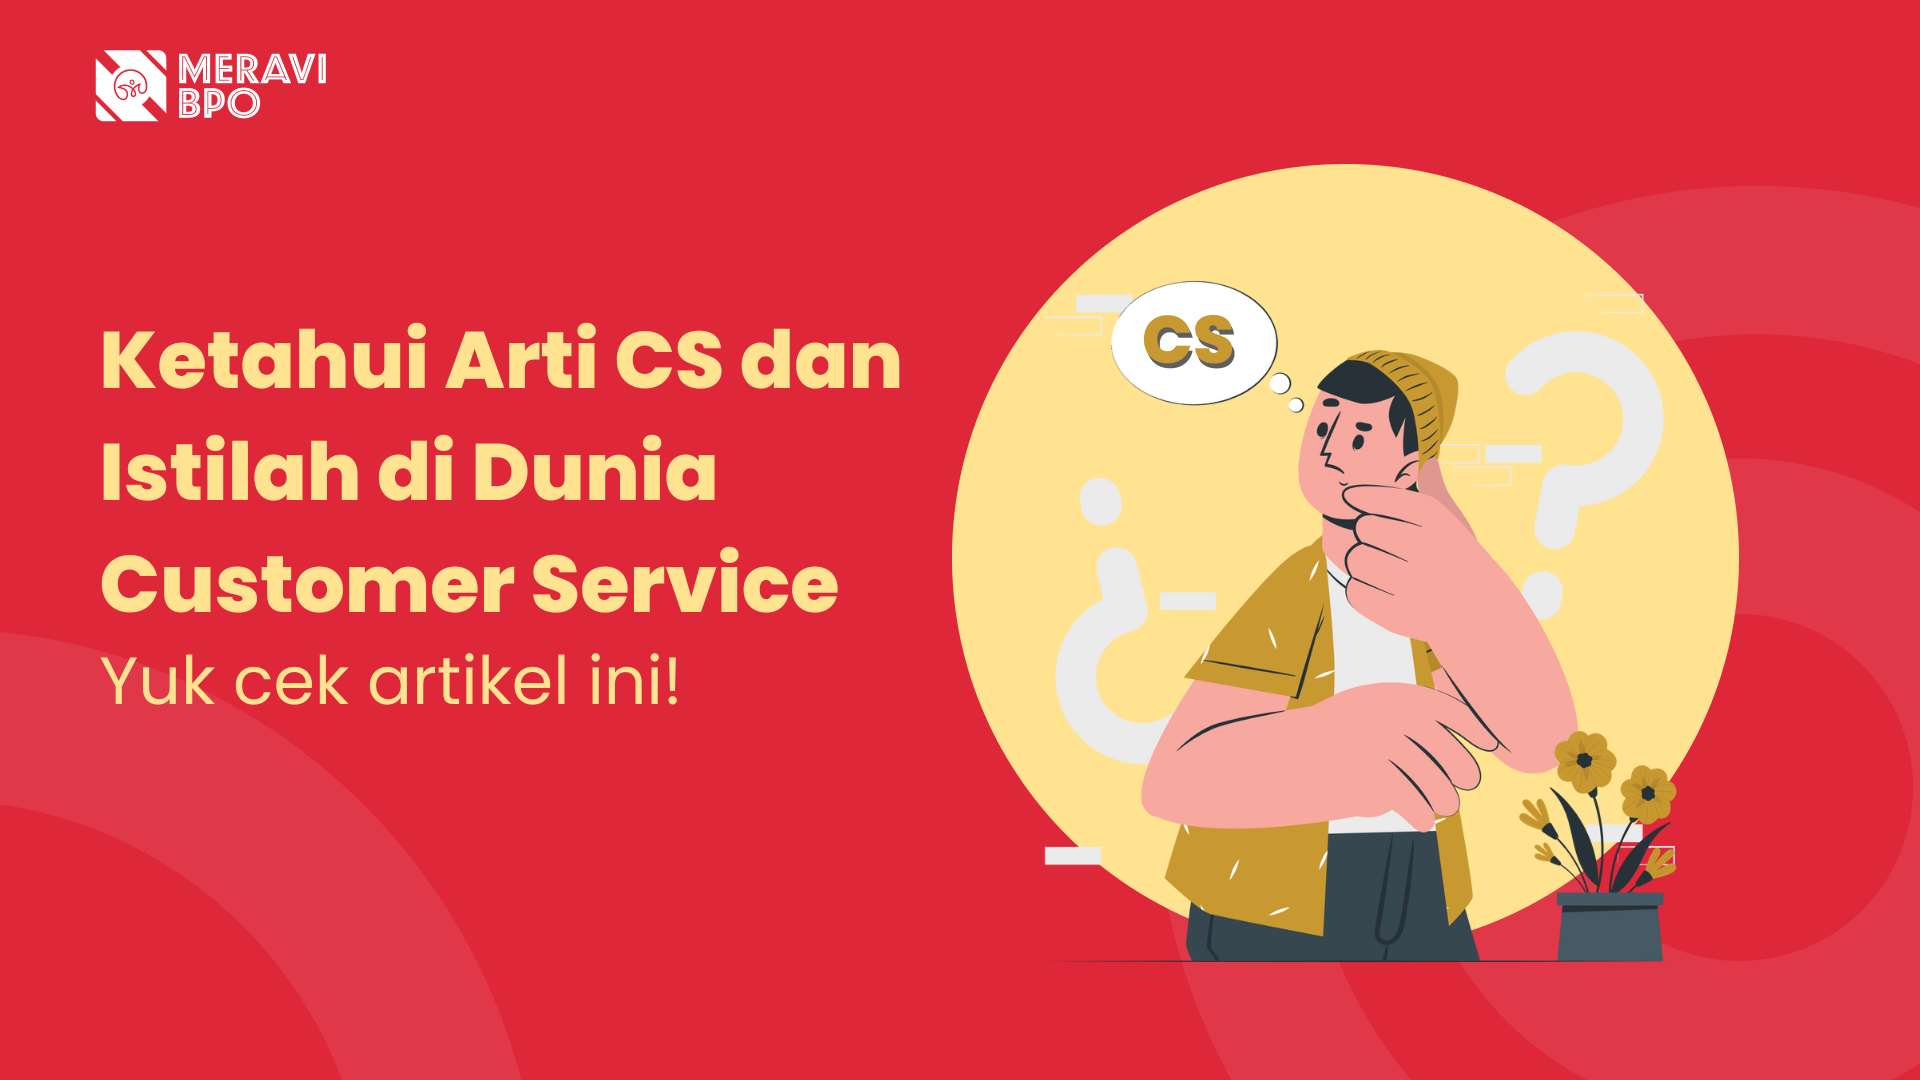 MERAVI
BPO
Ketahui Arti CS dan
Istilah di Dunia
Customer Service
Yuk cek artikel ini!
CS